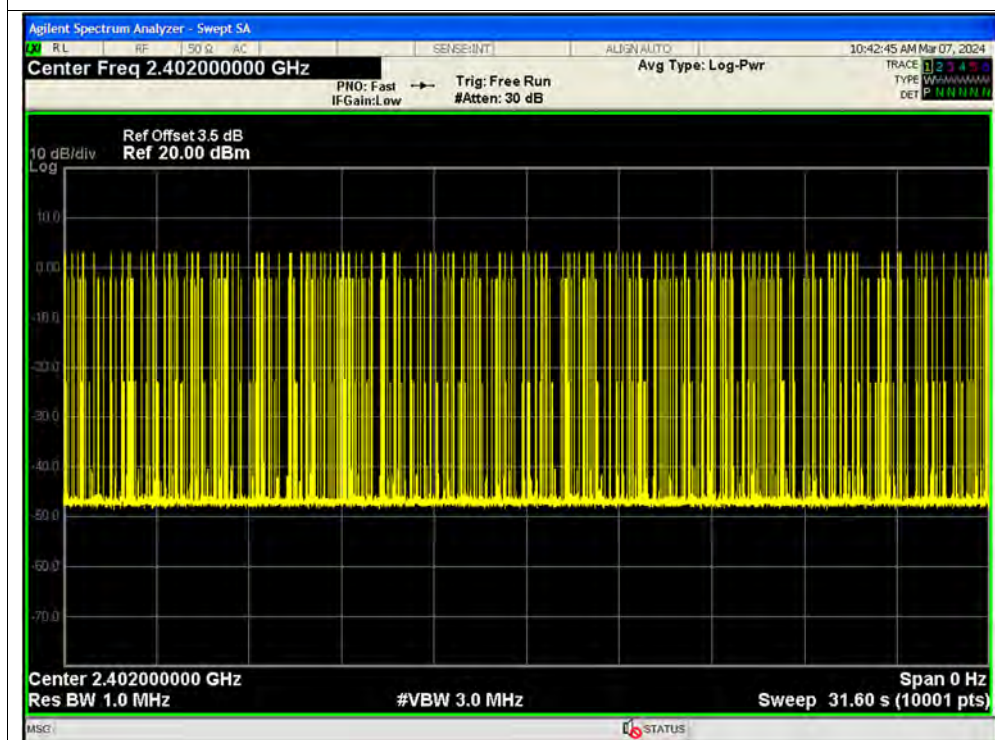 Agilent Spectrum Analyzer - Swept SA
LXI RL RF 50 Ω AC SENSE:INT ALIGN AUTO 10:42:45 AM Mar 07, 2024
Center Freq 2.402000000 GHz Avg Type: Log-Pwr TRACE 1 2 3 4 5 6
PNO: Fast Trig: Free Run TYPE W
IFGain:Low #Atten: 30 dB DET P N N N N N
Ref Offset 3.5 dB
10 dB/div Ref 20.00 dBm
Log
10.0
0.00
-10.0
-20.0
-30.0
-40.0
-50.0
-60.0
-70.0
Center 2.402000000 GHz Span 0 Hz
Res BW 1.0 MHz #VBW 3.0 MHz Sweep 31.60 s (10001 pts)
MSG STATUS